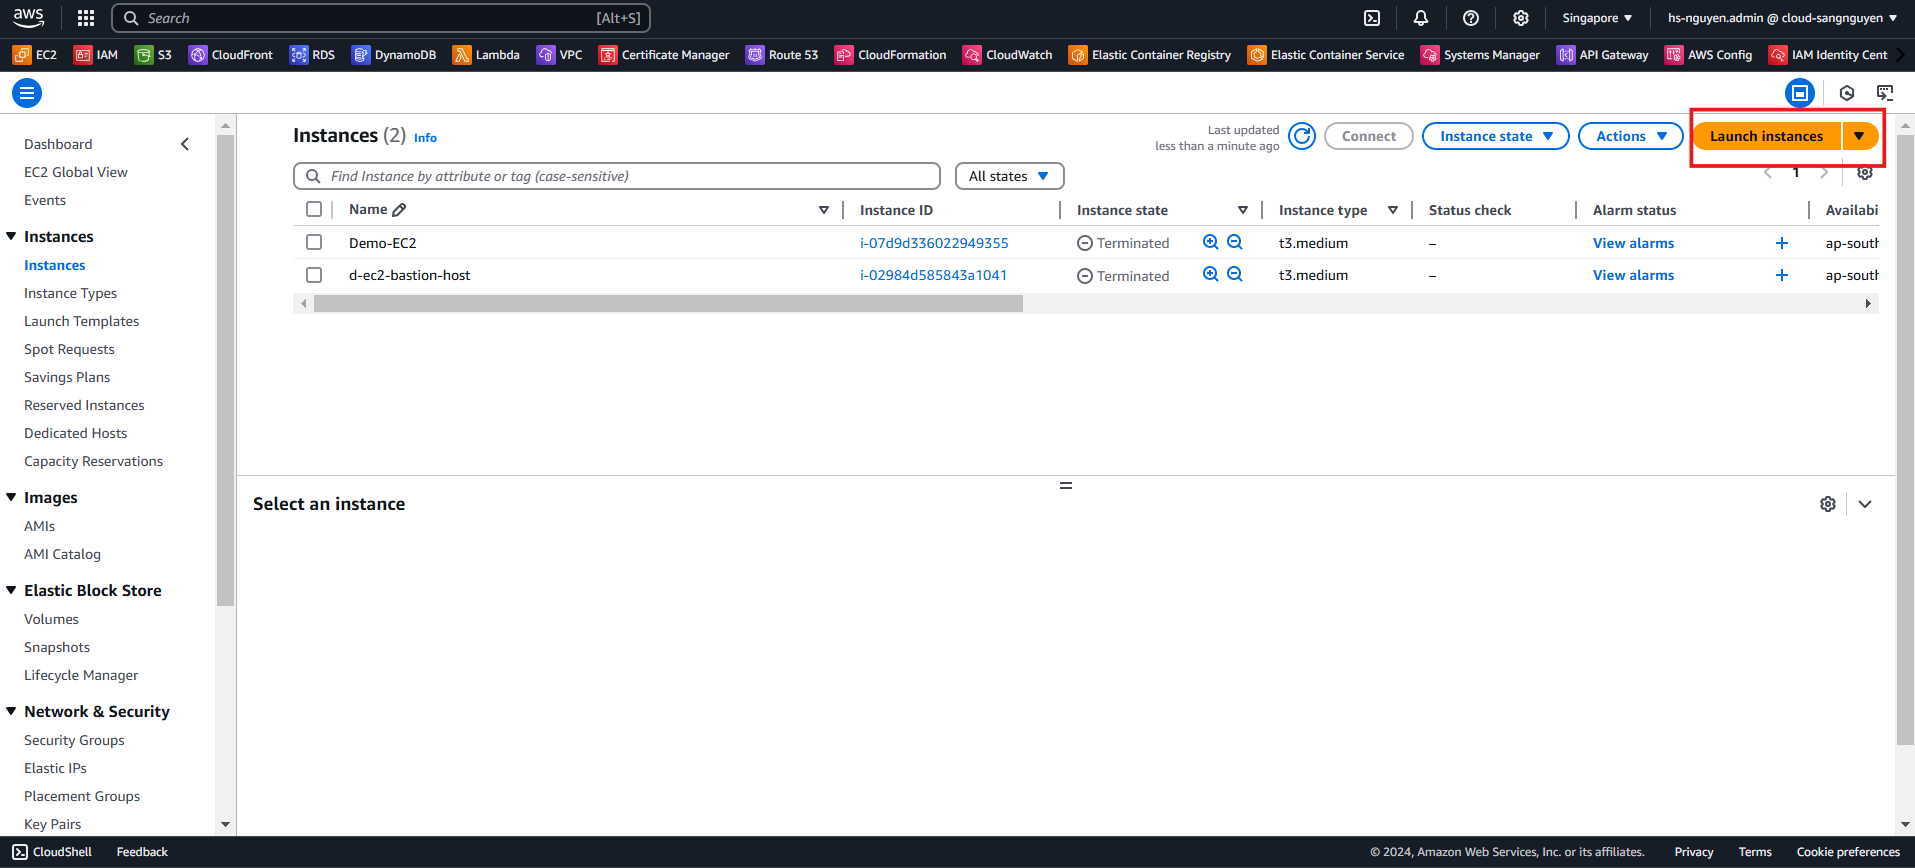 aws
Search [Alt+S]
Singapore hs-nguyen.admin @ cloud-sangnguyen
EC2 IAM S3 CloudFront RDS DynamoDB Lambda VPC Certificate Manager Route 53 CloudFormation CloudWatch Elastic Container Registry Elastic Container Service Systems Manager API Gateway AWS Config IAM Identity Cent
Dashboard
EC2 Global View
Events
Instances
Instances
Instance Types
Launch Templates
Spot Requests
Savings Plans
Reserved Instances
Dedicated Hosts
Capacity Reservations
Images
AMIs
AMI Catalog
Elastic Block Store
Volumes
Snapshots
Lifecycle Manager
Network & Security
Security Groups
Elastic IPs
Placement Groups
Key Pairs
Instances (2) Info
Last updated
less than a minute ago
Connect Instance state Actions Launch instances
Find Instance by attribute or tag (case-sensitive) All states 1
Name Instance ID Instance state Instance type Status check Alarm status Availabi
Demo-EC2 i-07d9d336022949355 Terminated t3.medium – View alarms + ap-south
d-ec2-bastion-host i-02984d585843a1041 Terminated t3.medium – View alarms + ap-south
Select an instance
CloudShell Feedback © 2024, Amazon Web Services, Inc. or its affiliates. Privacy Terms Cookie preferences